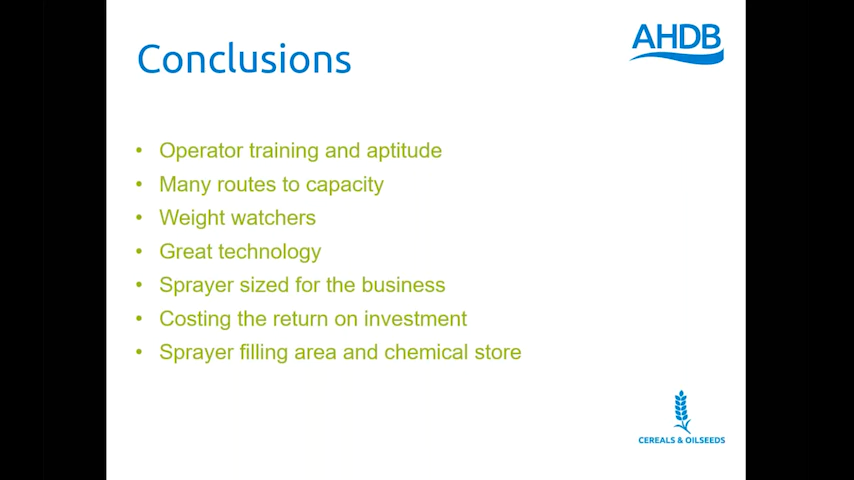 AHDB
Conclusions
• Operator training and aptitude
• Many routes to capacity
• Weight watchers
• Great technology
• Sprayer sized for the business
• Costing the return on investment
• Sprayer filling area and chemical store
CEREALS & OILSEEDS